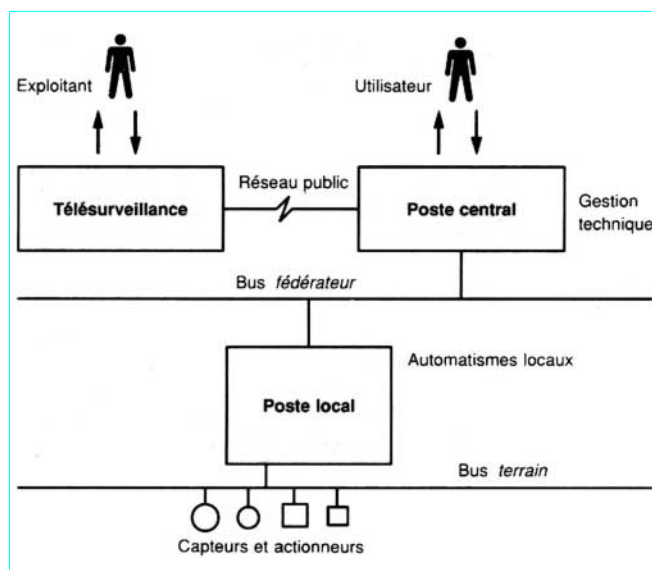 Exploitant
Utilisateur
Télésurveillance
Réseau public
Poste central
Gestion
technique
Bus fédérateur
Automatismes locaux
Poste local
Bus terrain
Capteurs et actionneurs